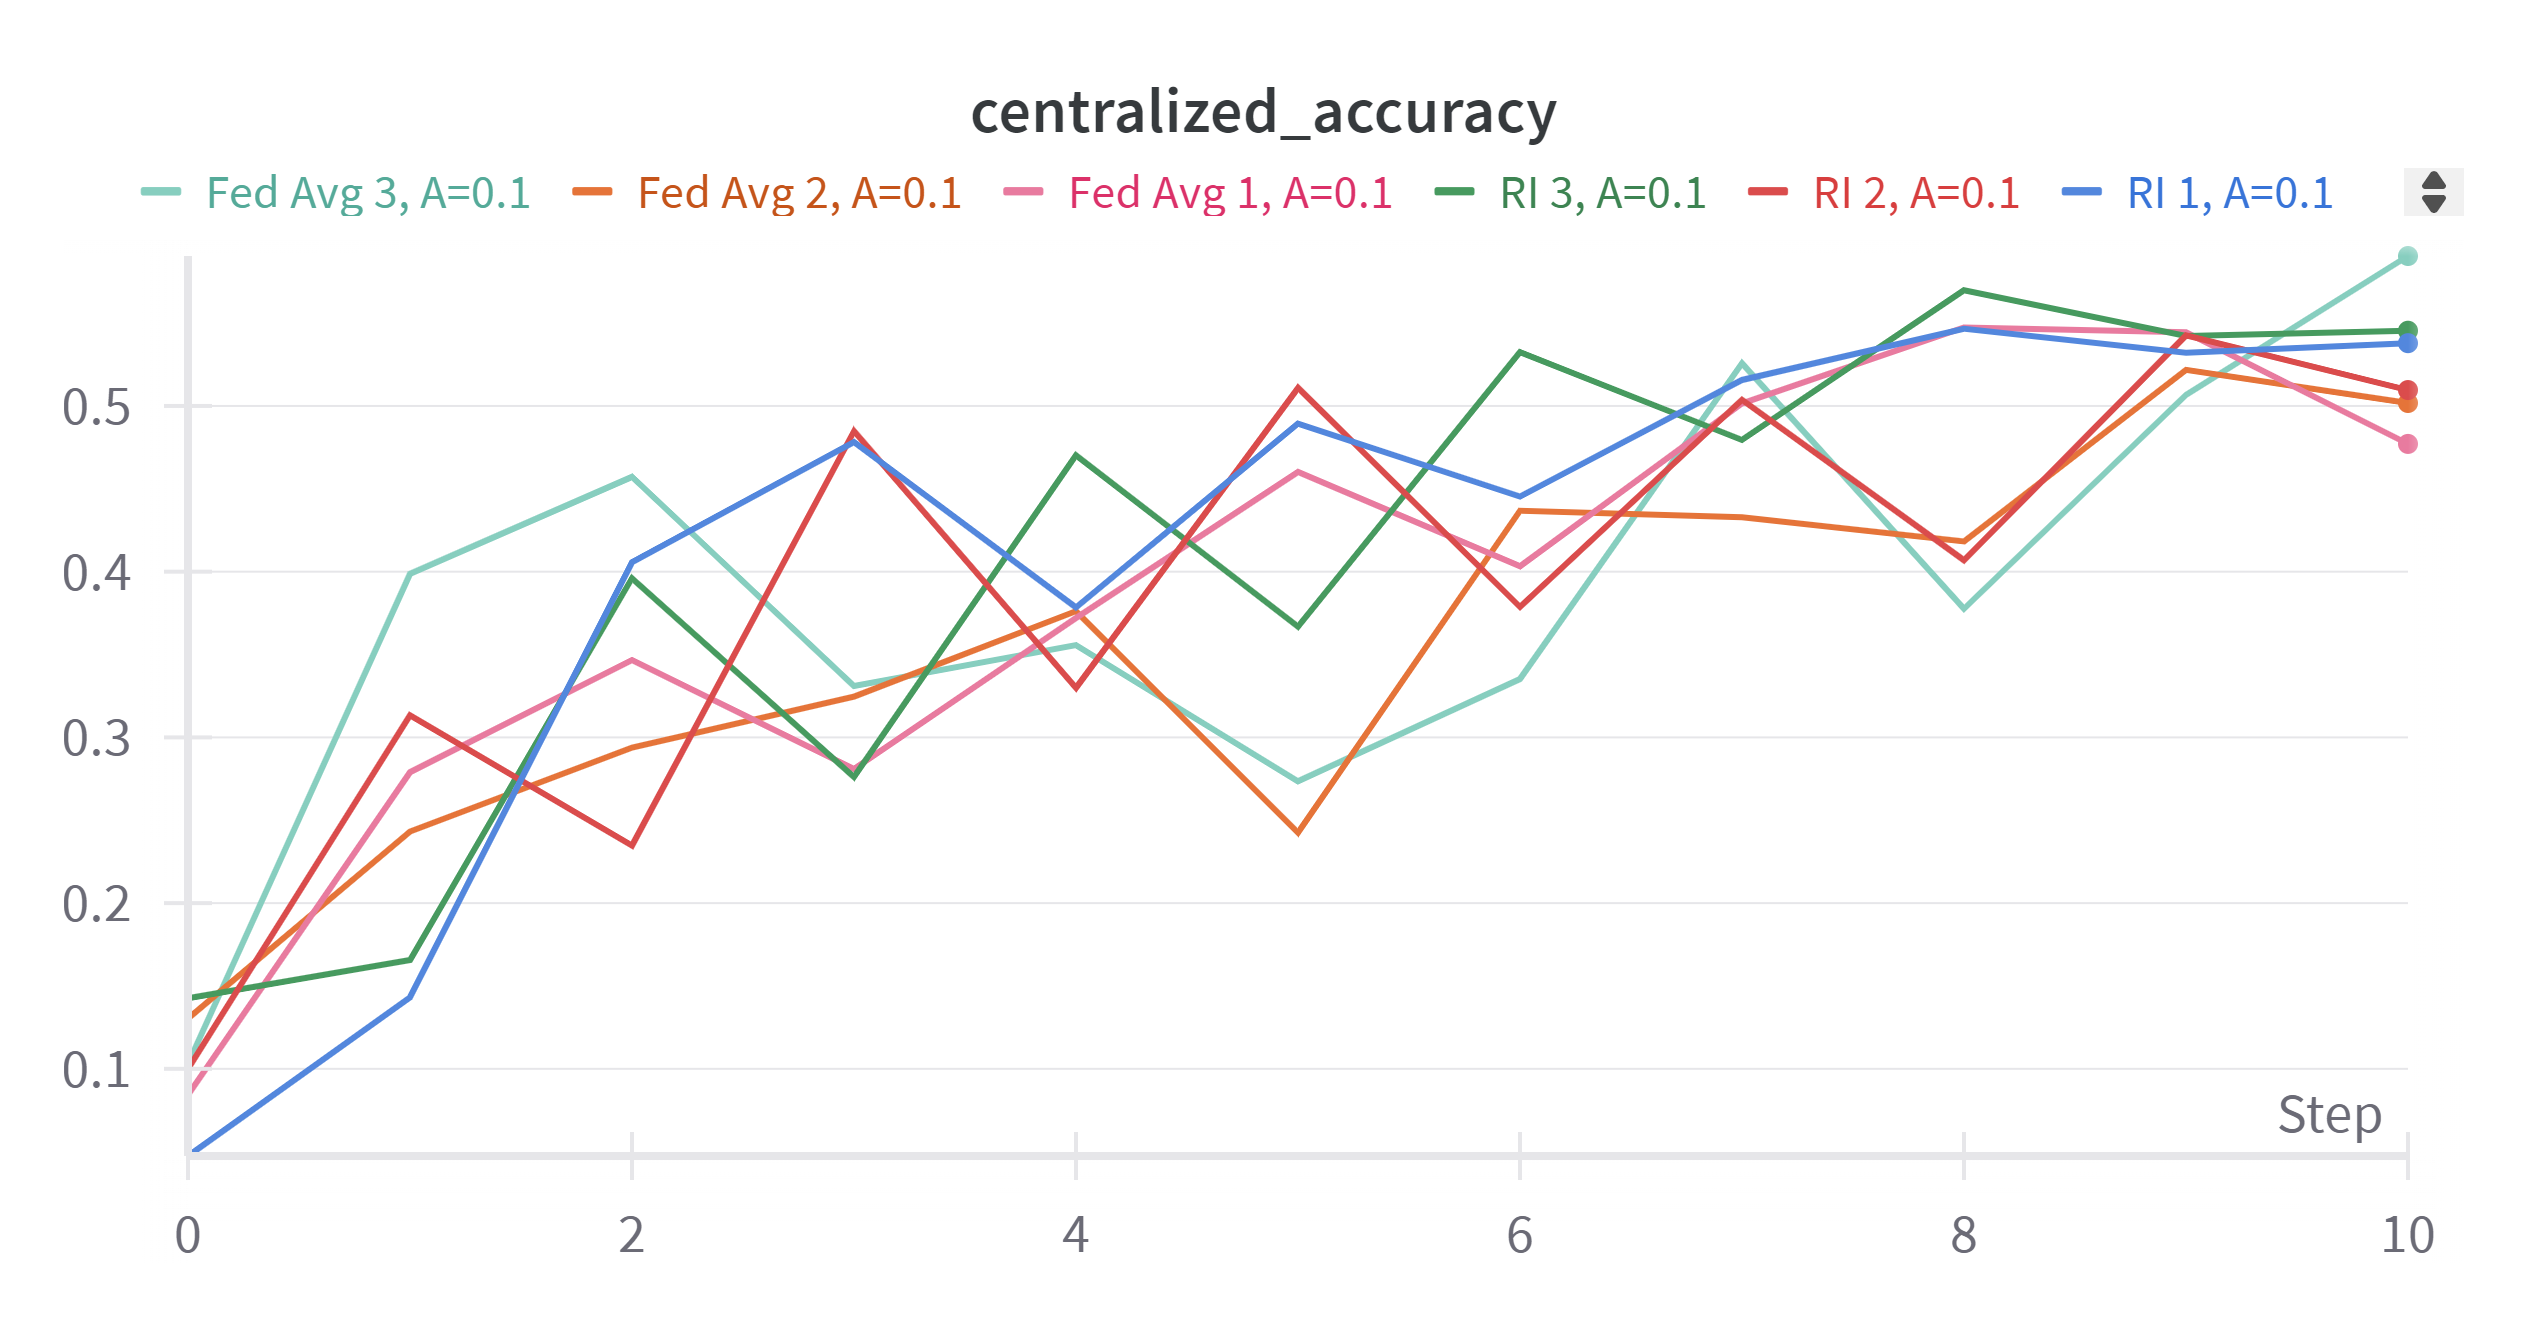 centralized_accuracy
Fed Avg 3, A=0.1 Fed Avg 2, A=0.1 Fed Avg 1, A=0.1 RI 3, A=0.1 RI 2, A=0.1 RI 1, A=0.1
0.5
0.4
0.3
0.2
0.1
Step
0 2 4 6 8 10